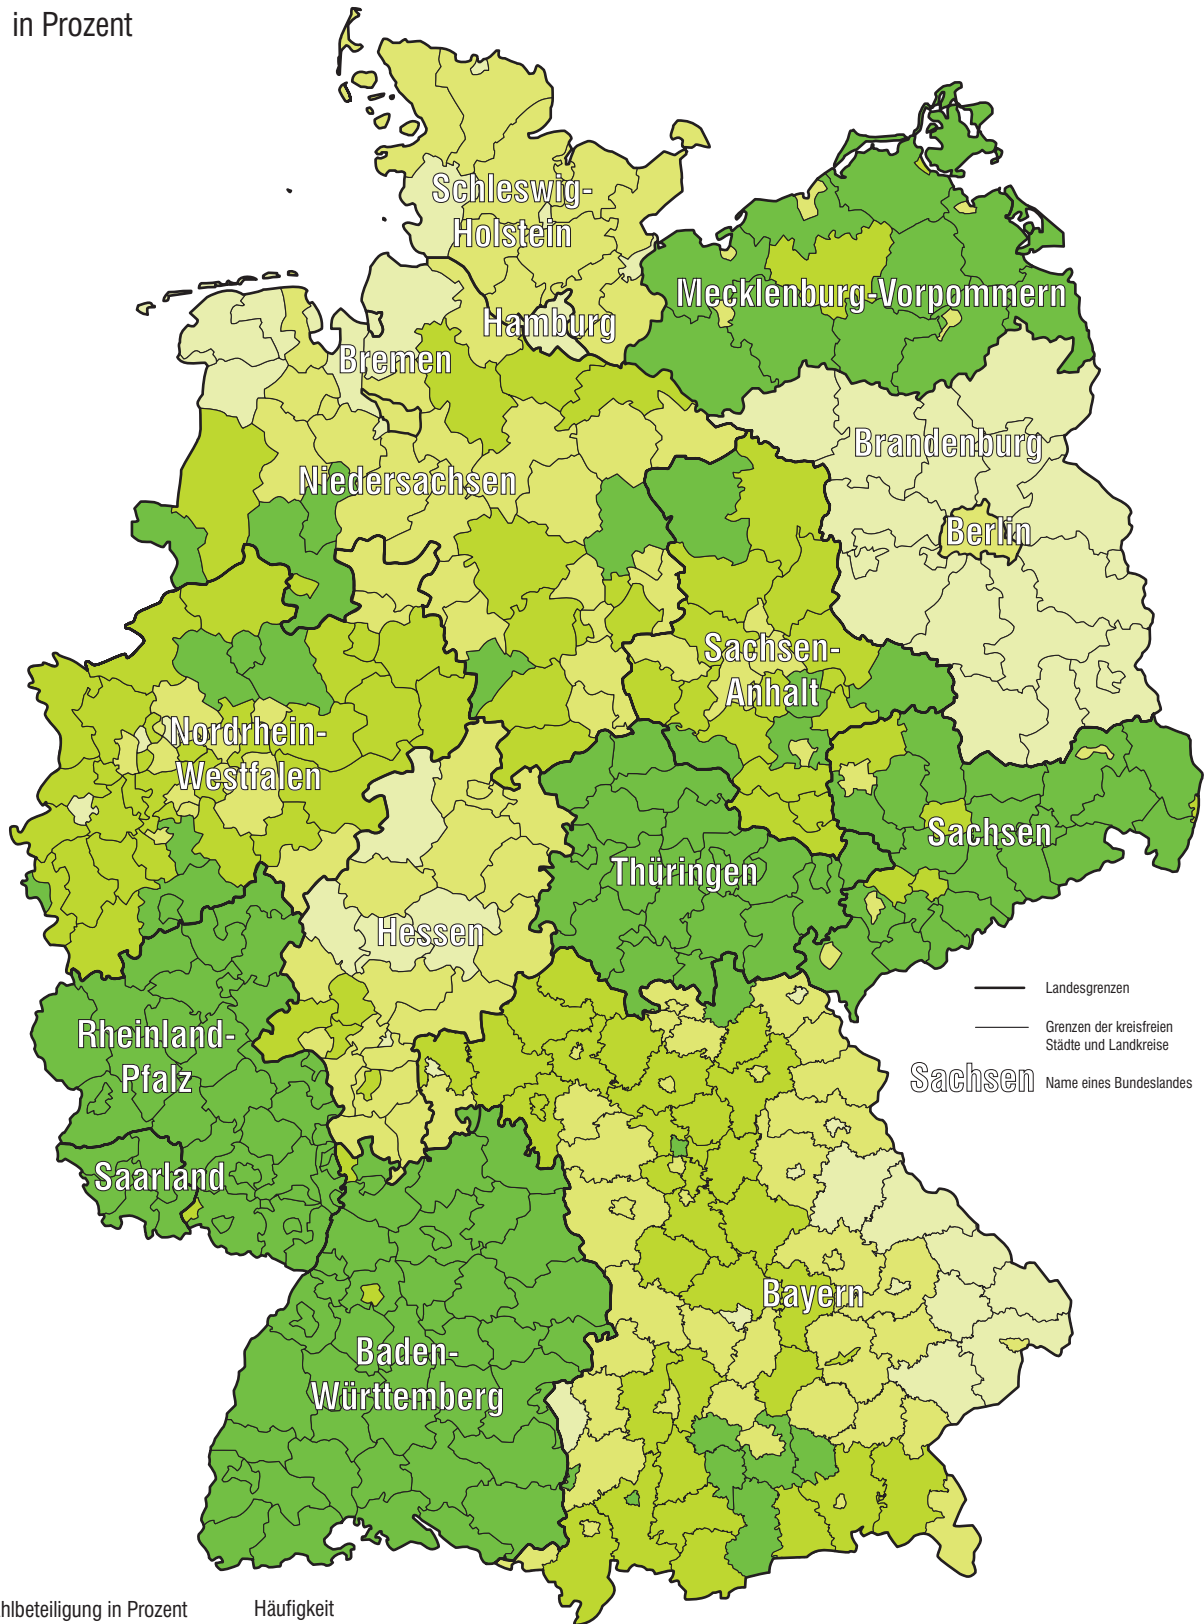 in Prozent
Schleswig-
Holstein
Mecklenburg-Vorpommern
Hamburg
Bremen
Brandenburg
Niedersachsen
Berlin
Sachsen-
Anhalt
Nordrhein-
Westfalen
Sachsen
Thüringen
Hessen
Landesgrenzen
Grenzen der kreisfreien
Städte und Landkreise
Sachsen Name eines Bundeslandes
Rheinland-
Pfalz
Saarland
Bayern
Baden-
Württemberg
hlbeteiligung in Prozent Häufigkeit